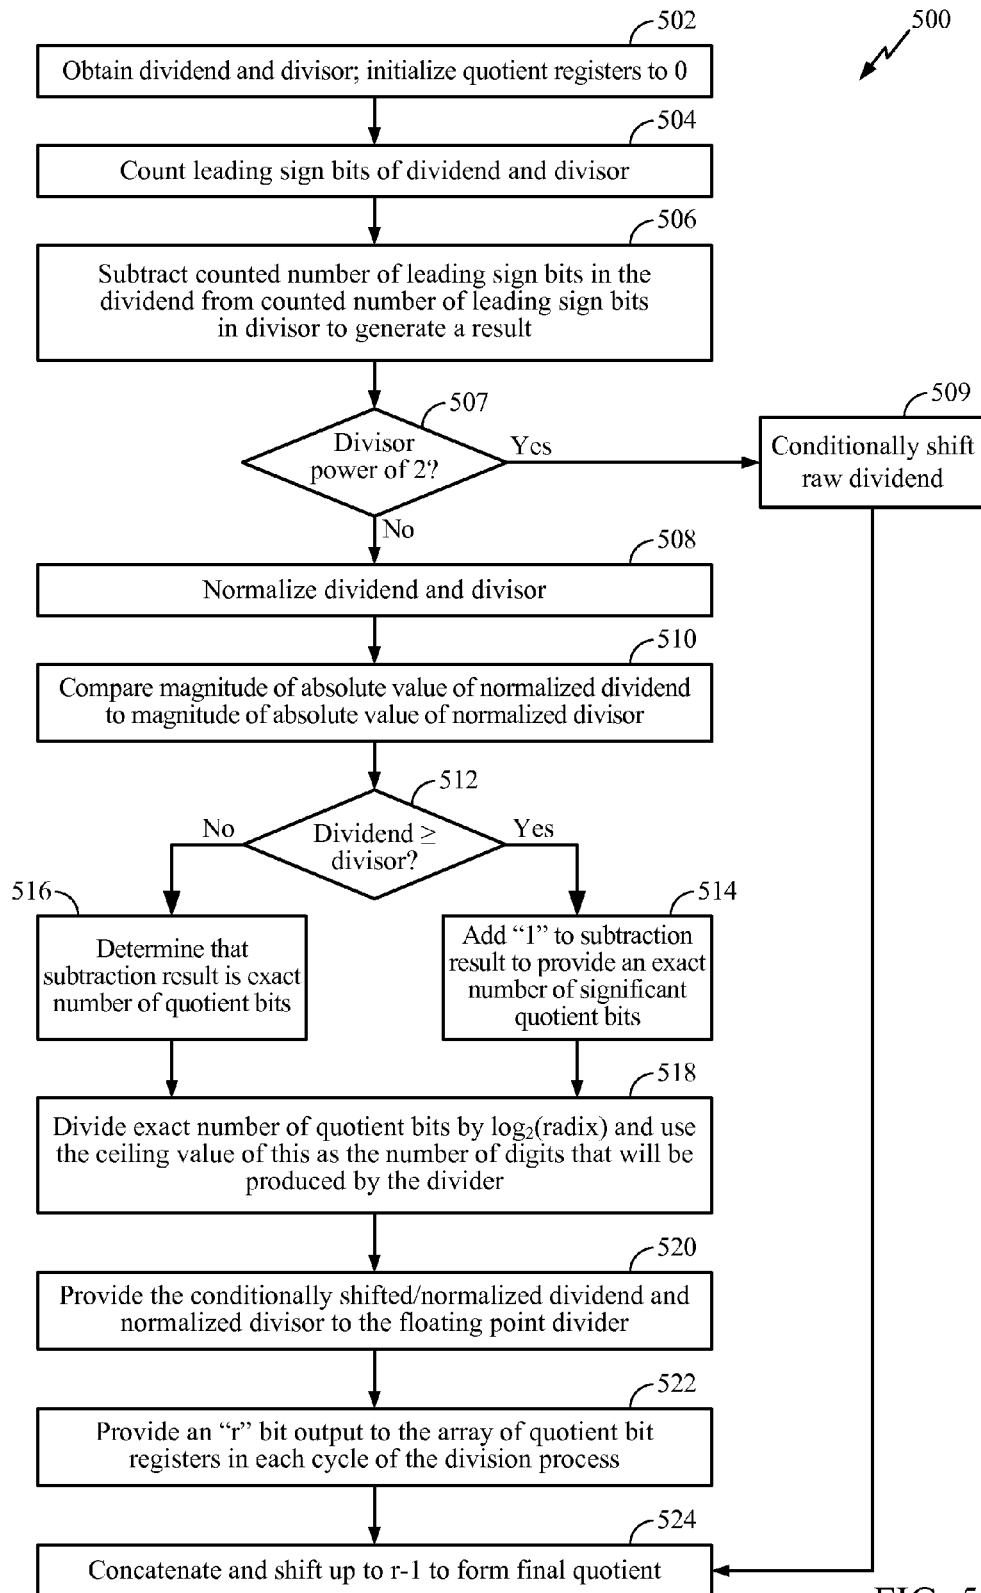 500
502
Obtain dividend and divisor; initialize quotient registers to 0
504
Count leading sign bits of dividend and divisor
506
Subtract counted number of leading sign bits in the
dividend from counted number of leading sign bits
in divisor to generate a result
507
Divisor
power of 2?
Yes
No
509
Conditionally shift
raw dividend
508
Normalize dividend and divisor
510
Compare magnitude of absolute value of normalized dividend
to magnitude of absolute value of normalized divisor
512
Dividend ≥
divisor?
No
Yes
516
Determine that
subtraction result is exact
number of quotient bits
514
Add “1” to subtraction
result to provide an exact
number of significant
quotient bits
518
Divide exact number of quotient bits by log₂(radix) and use
the ceiling value of this as the number of digits that will be
produced by the divider
520
Provide the conditionally shifted/normalized dividend and
normalized divisor to the floating point divider
522
Provide an “r” bit output to the array of quotient bit
registers in each cycle of the division process
524
Concatenate and shift up to r-1 to form final quotient
FIG. 5